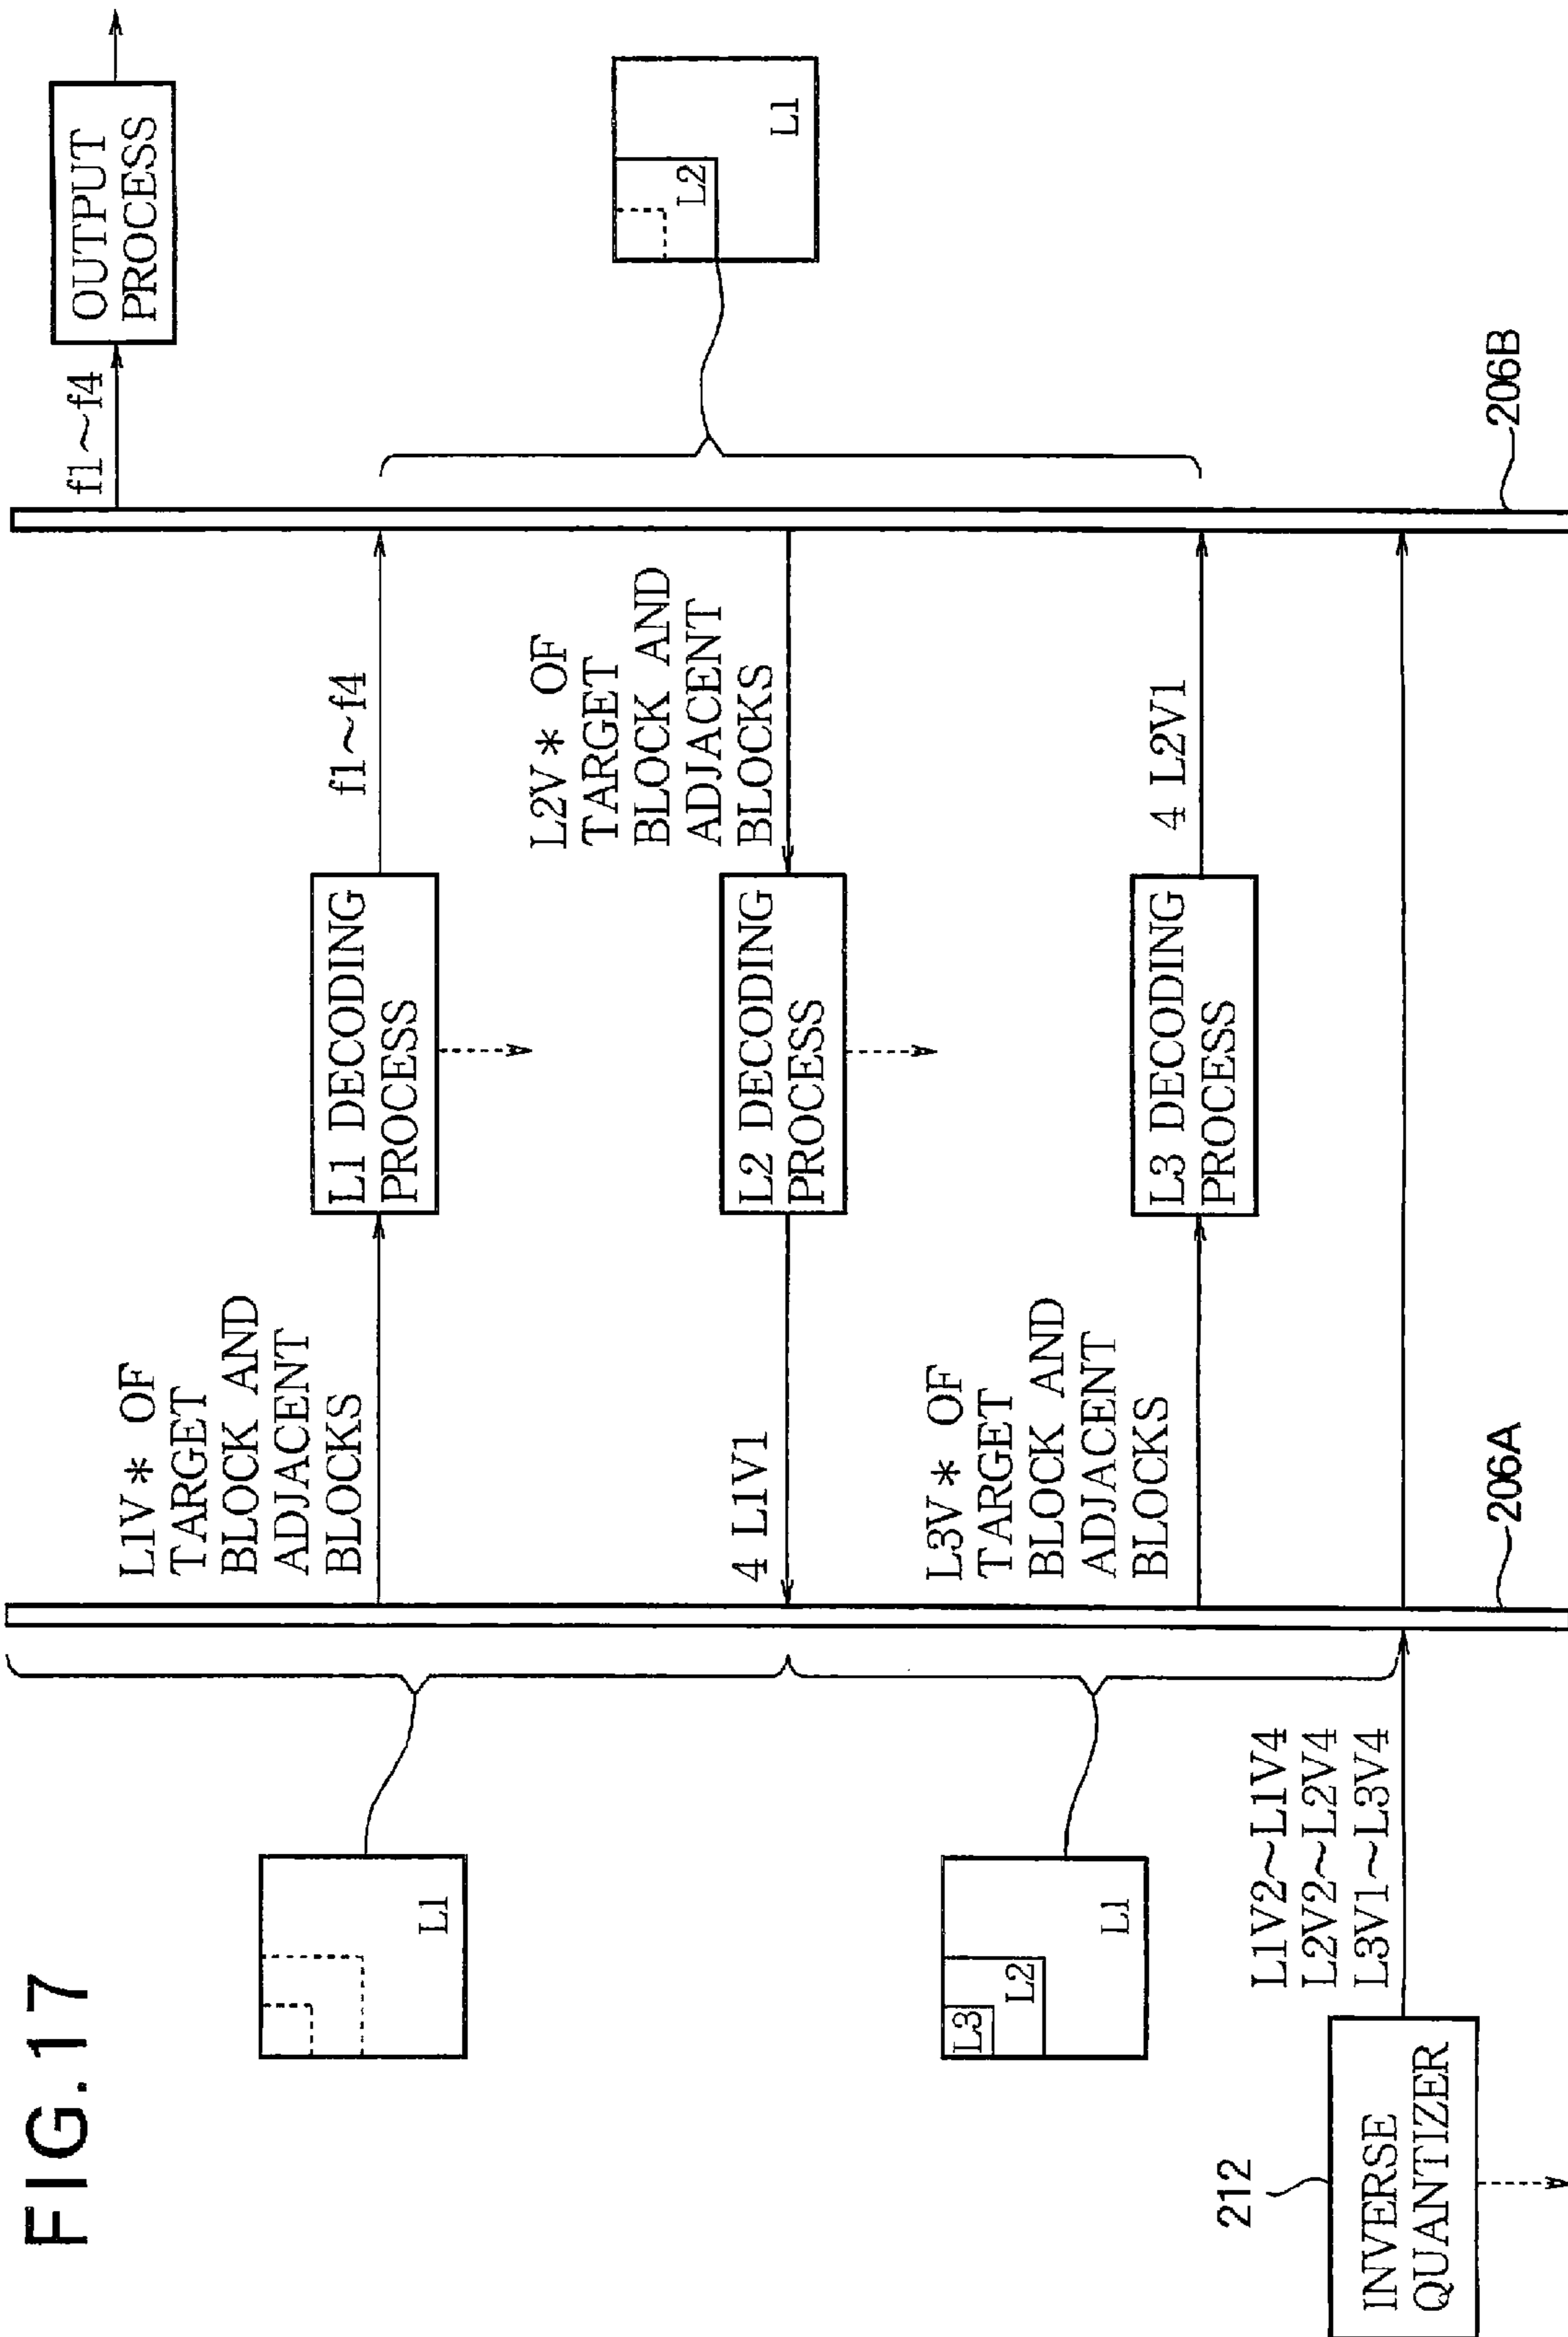 FIG.17
L1
L3
L2
L1
212
INVERSE
QUANTIZER
L1V2~L1V4
L2V2~L2V4
L3V1~L3V4
206A
L1V* OF
TARGET
BLOCK AND
ADJACENT
BLOCKS
4 L1V1
L3V* OF
TARGET
BLOCK AND
ADJACENT
BLOCKS
L1 DECODING
PROCESS
L2 DECODING
PROCESS
L3 DECODING
PROCESS
f1~f4
L2V* OF
TARGET
BLOCK AND
ADJACENT
BLOCKS
4 L2V1
206B
f1~f4
OUTPUT
PROCESS
L2
L1